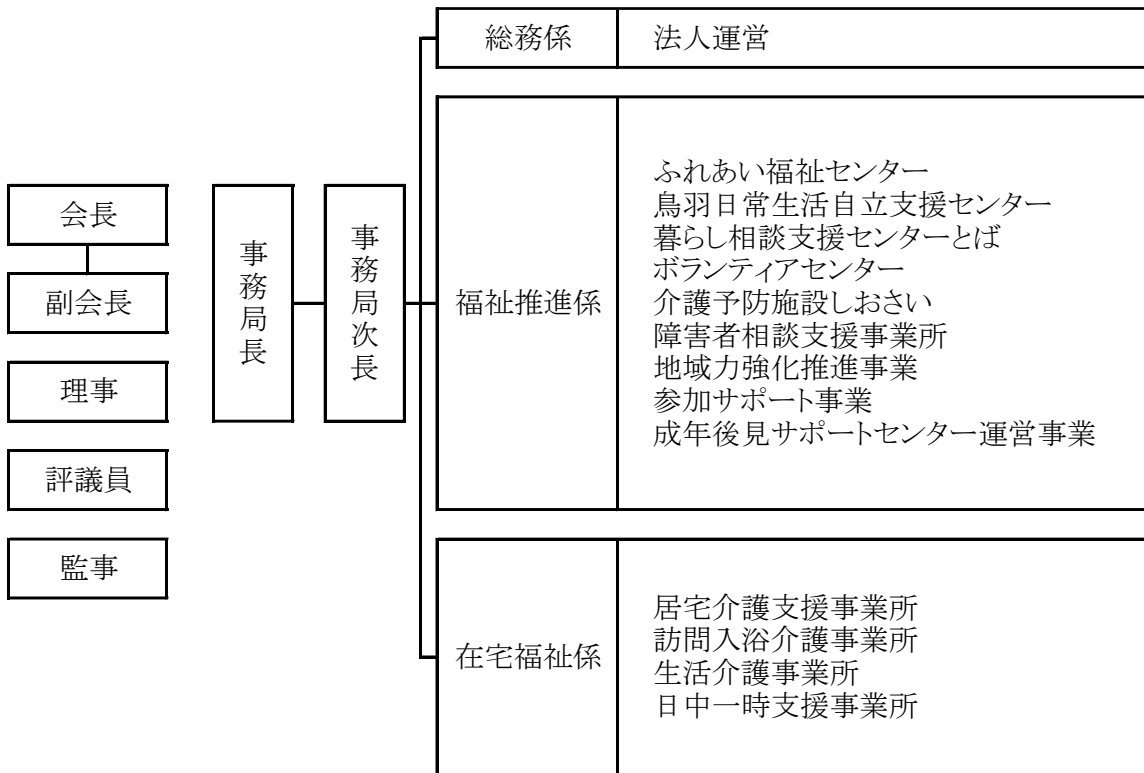 会長
副会長
理事
評議員
監事
事務局長
事務局次長
総務係
法人運営
福祉推進係
ふれあい福祉センター
鳥羽日常生活自立支援センター
暮らし相談支援センターとば
ボランティアセンター
介護予防施設しおさい
障害者相談支援事業所
地域力強化推進事業
参加サポート事業
成年後見サポートセンター運営事業
在宅福祉係
居宅介護支援事業所
訪問入浴介護事業所
生活介護事業所
日中一時支援事業所